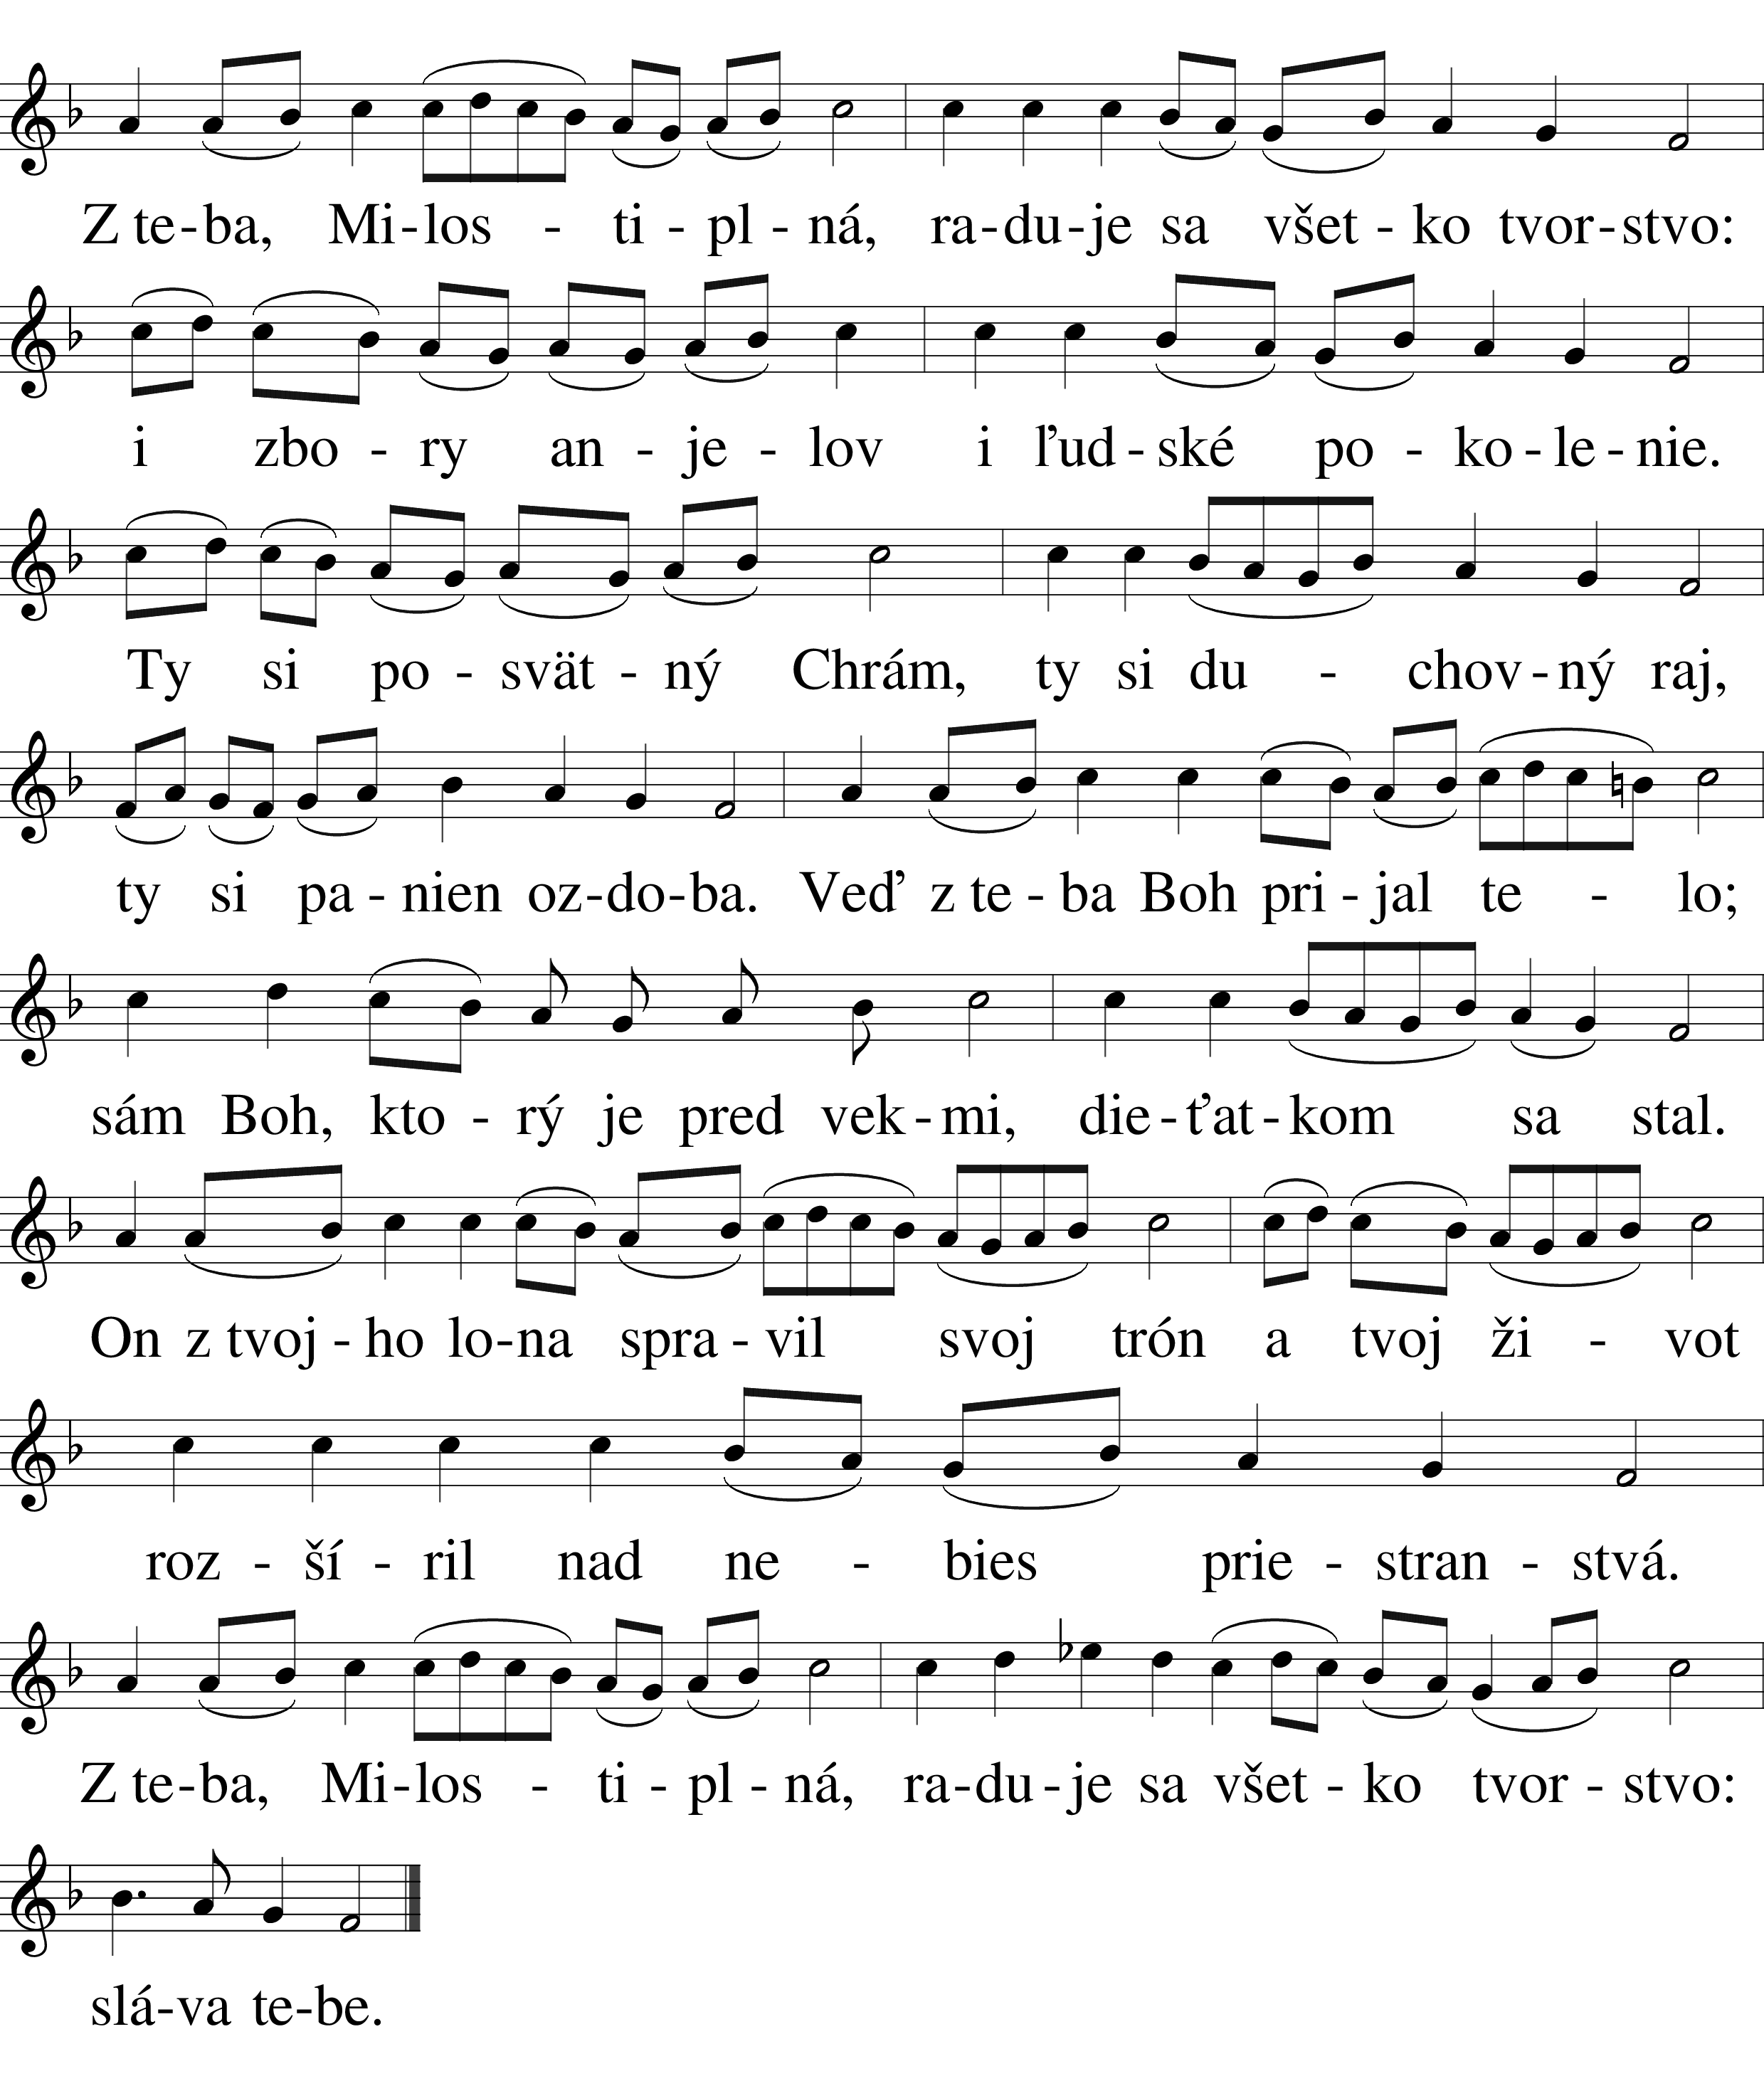 Z te-ba, Mi-los - ti - pl - ná, ra-du-je sa všet - ko tvor-stvo:
i zbo - ry an - je - lov i ľud - ské po - ko - le - nie.
Ty si po - svät - ný Chrám, ty si du - chov - ný raj,
ty si pa - nien oz-do-ba. Veď z te - ba Boh pri - jal te - lo;
sám Boh, kto - rý je pred vek - mi, die - ťat - kom sa stal.
On z tvoj - ho lo-na spra - vil svoj trón a tvoj ži - vot
roz - ší - ril nad ne - bies prie - stran - stvá.
Z te-ba, Mi-los - ti - pl - ná, ra-du-je sa všet - ko tvor - stvo:
slá-va te-be.